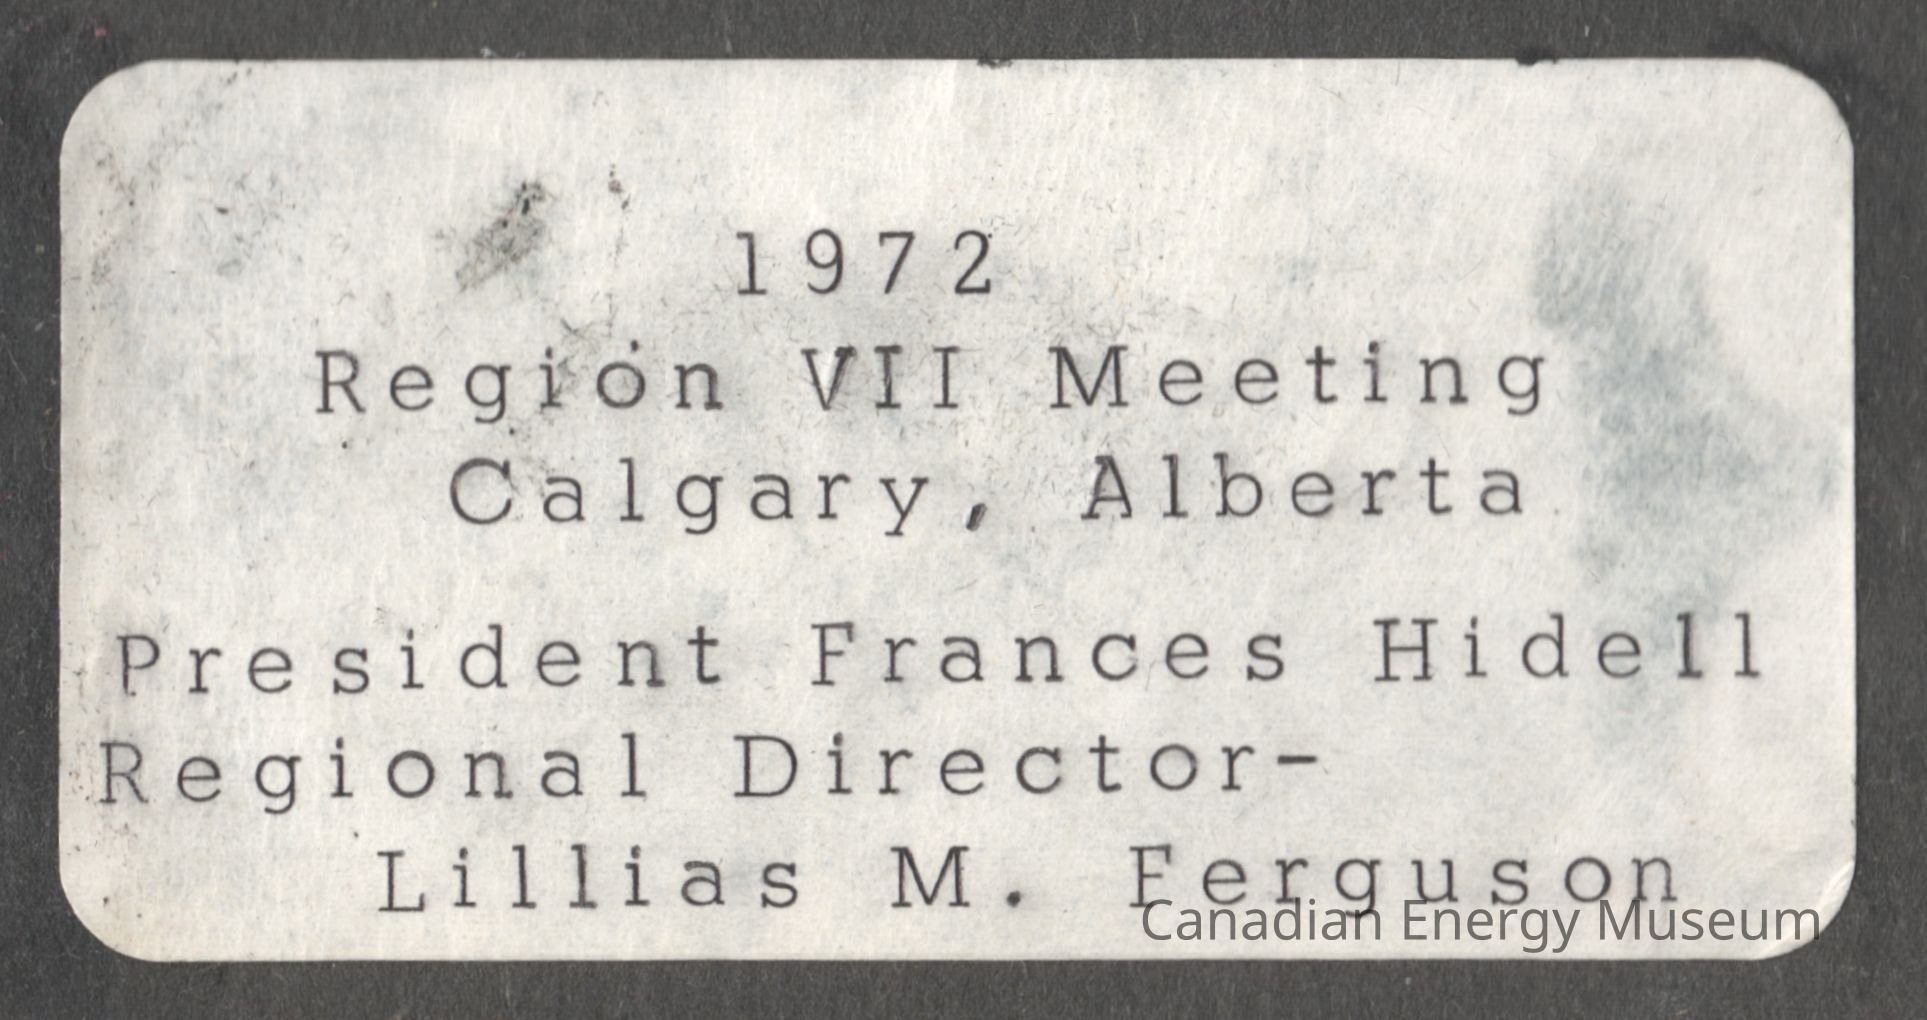 1972
Region VII Meeting
Calgary, Alberta
President Frances Hidell
Regional Director-
Lillias M. Ferguson
Canadian Energy Museum